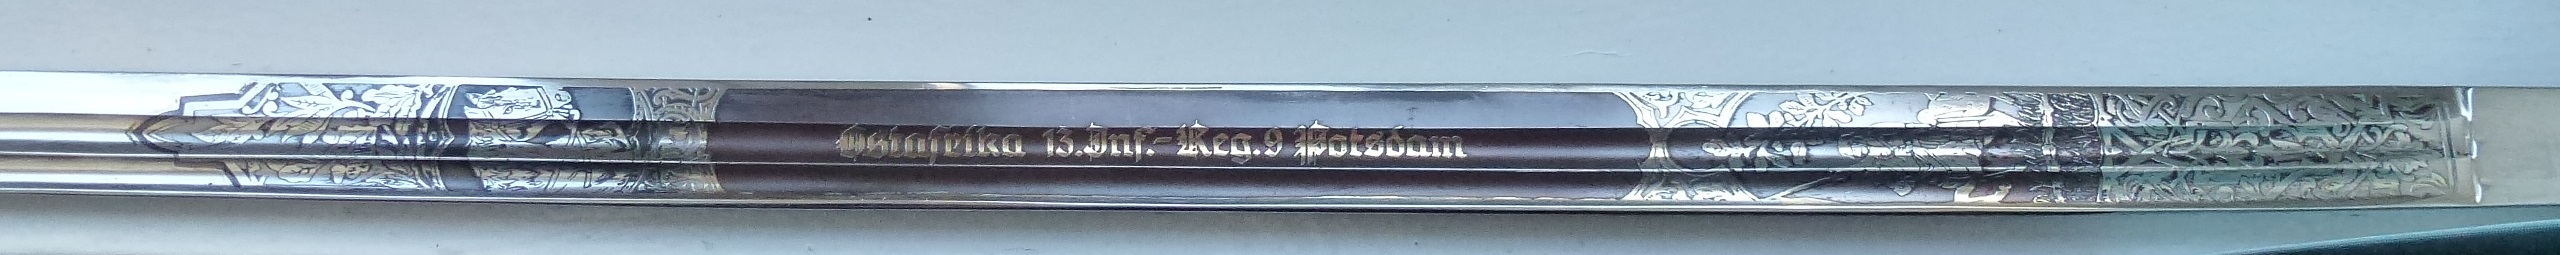 Ostafrika 13.Inf.-Reg.9 Potsdam